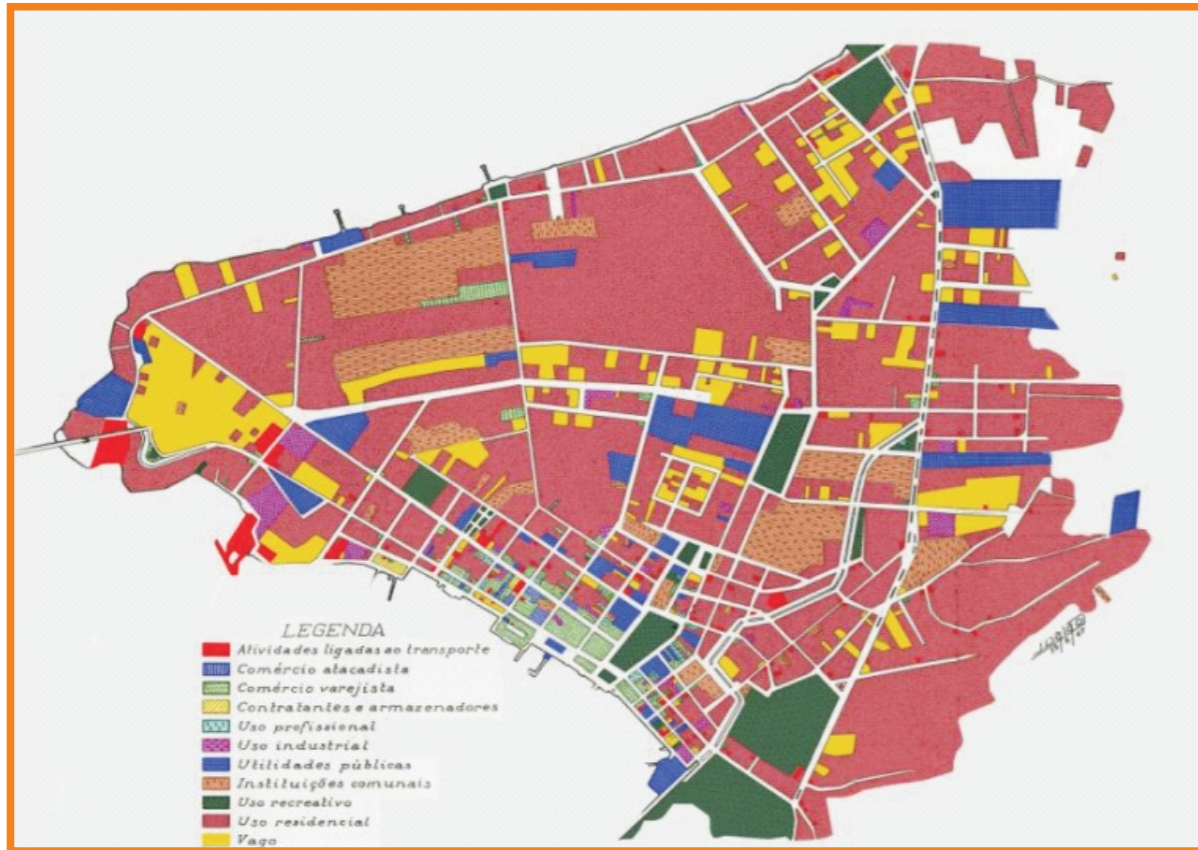 LEGENDA
Atividades ligadas ao transporte
Comércio atacadista
Comércio varejista
Contratantes e armazenadores
Uso profissional
Uso industrial
Utilidades públicas
Instituições comunais
Uso recreativo
Uso residencial
Vago